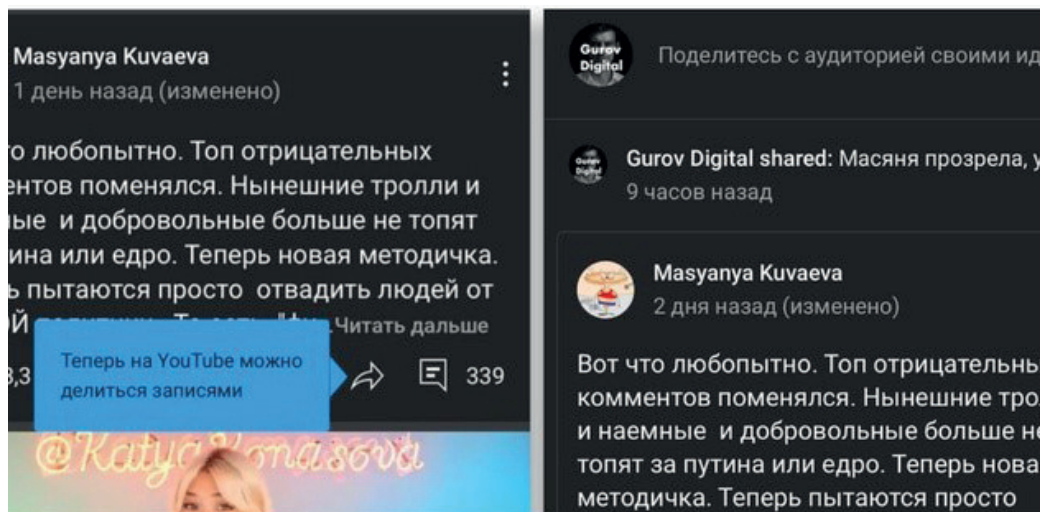 Masyanya Kuvaeva
1 день назад (изменено)
о любопытно. Топ отрицательных
ентов поменялся. Нынешние тролли и
ные и добровольные больше не топят
ина или едро. Теперь новая методичка.
ь пытаются просто отвадить людей от
ОЙ
Читать дальше
Теперь на YouTube можно
делиться записями
3,3
339
@Katya
Gurov
Digital
Поделитесь с аудиторией своими ид
Gurov
Digital
Gurov Digital shared: Масяня прозрела, у
9 часов назад
Masyanya Kuvaeva
2 дня назад (изменено)
Вот что любопытно. Топ отрицательны
комментов поменялся. Нынешние тро
и наемные и добровольные больше не
топят за путина или едро. Теперь нова
методичка. Теперь пытаются просто